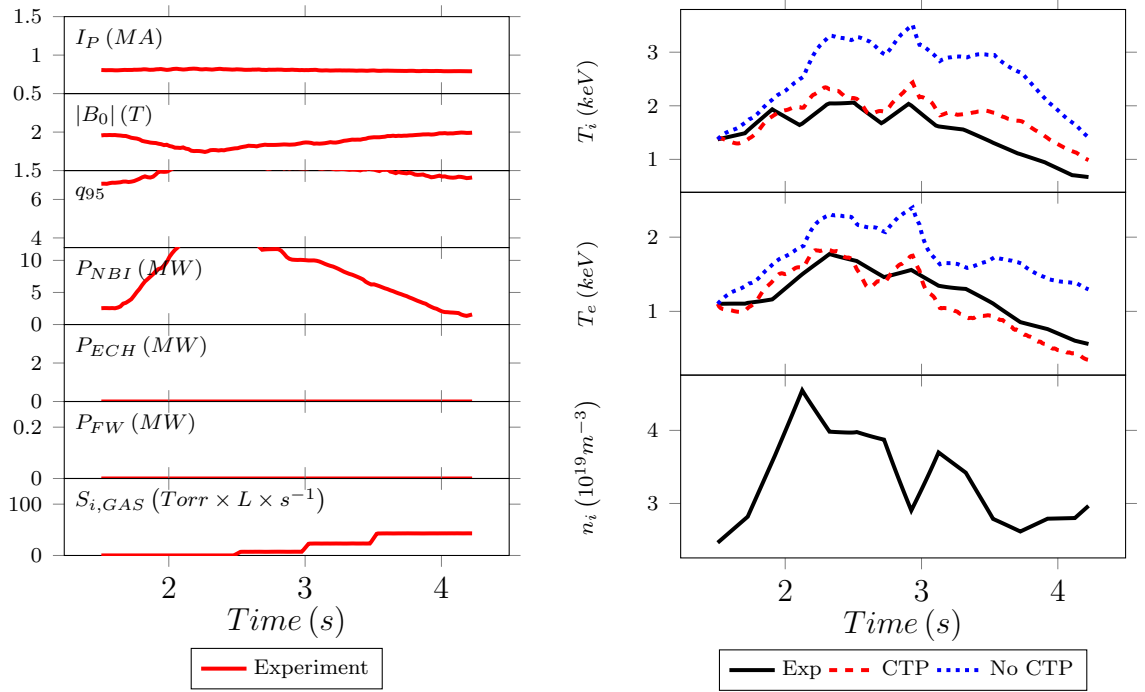 1.5
I_P (MA)
1
0.5
|B_0| (T)
2
1.5
q_95
6
4
P_NBI (MW)
10
5
0
P_ECH (MW)
2
0
P_FW (MW)
0.2
0
S_i,GAS (Torr × L × s^−1)
100
0
2 3 4
Time (s)
Experiment
T_i (keV)
3
2
1
T_e (keV)
2
1
n_i (10^19 m^−3)
4
3
2 3 4
Time (s)
Exp CTP No CTP